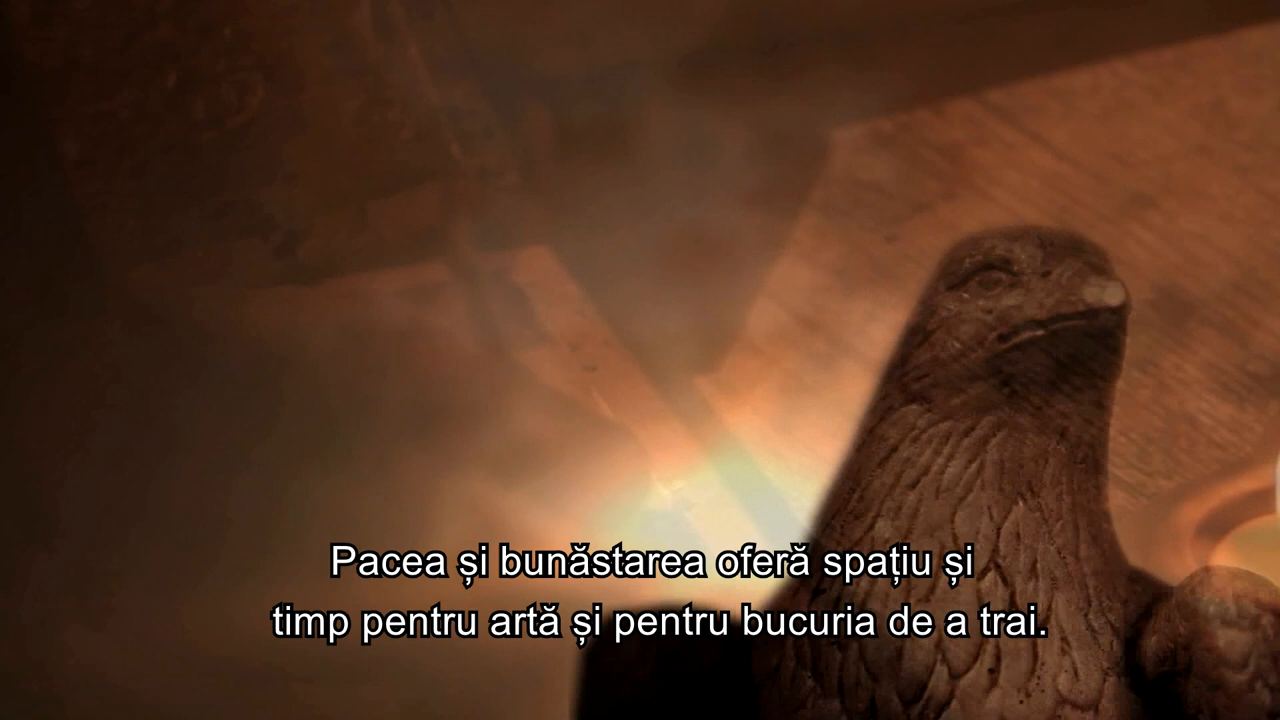 Pacea și bunăstarea oferă spațiu și
timp pentru artă și pentru bucuria de a trai.